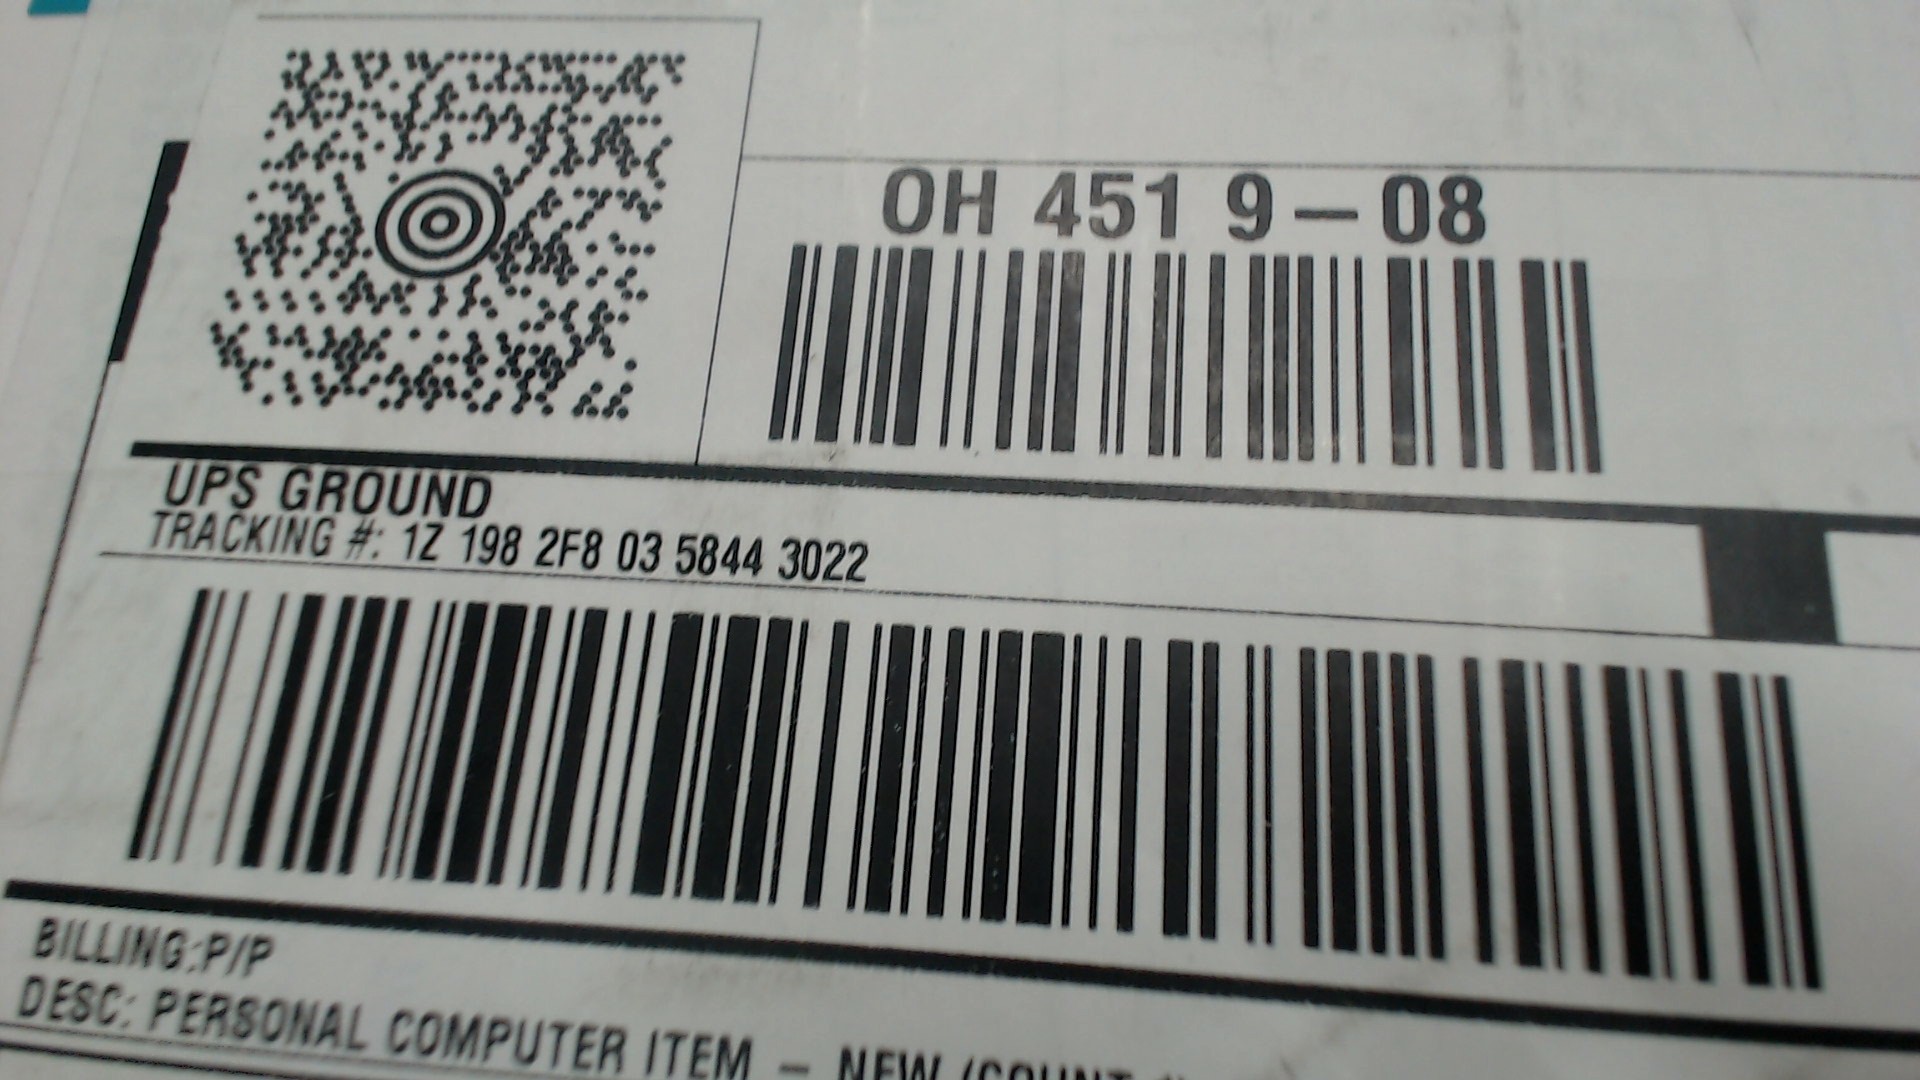 OH 451 9-08
UPS GROUND
TRACKING #: 1Z 198 2F8 03 5844 3022
BILLING:P/P
DESC: PERSONAL COMPUTER ITEM - NEW (COUNT